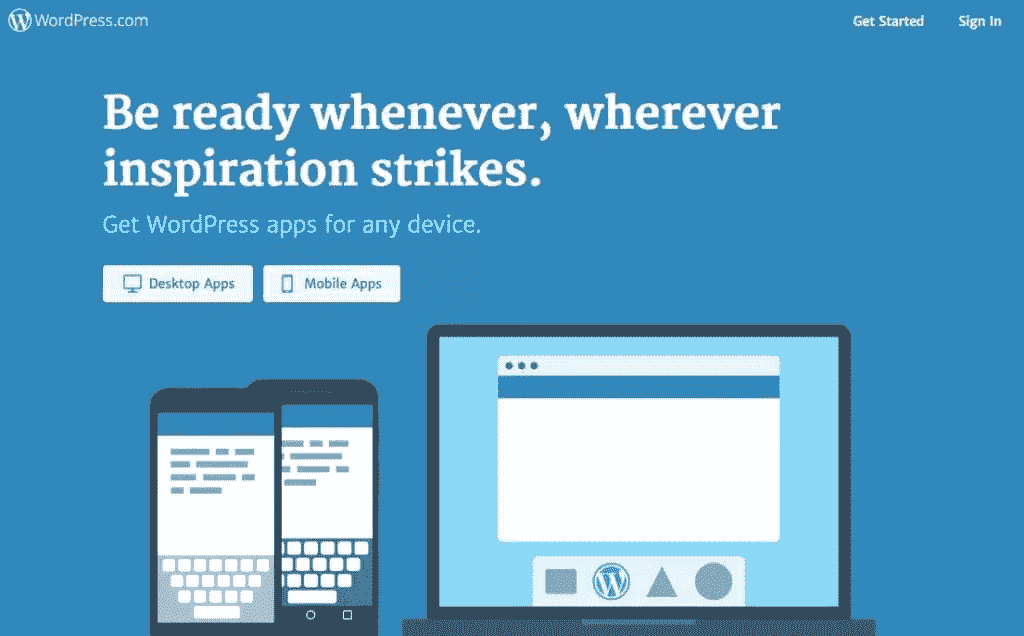 WordPress.com
Get Started
Sign In
Be ready whenever, wherever
inspiration strikes.
Get WordPress apps for any device.
Desktop Apps
Mobile Apps